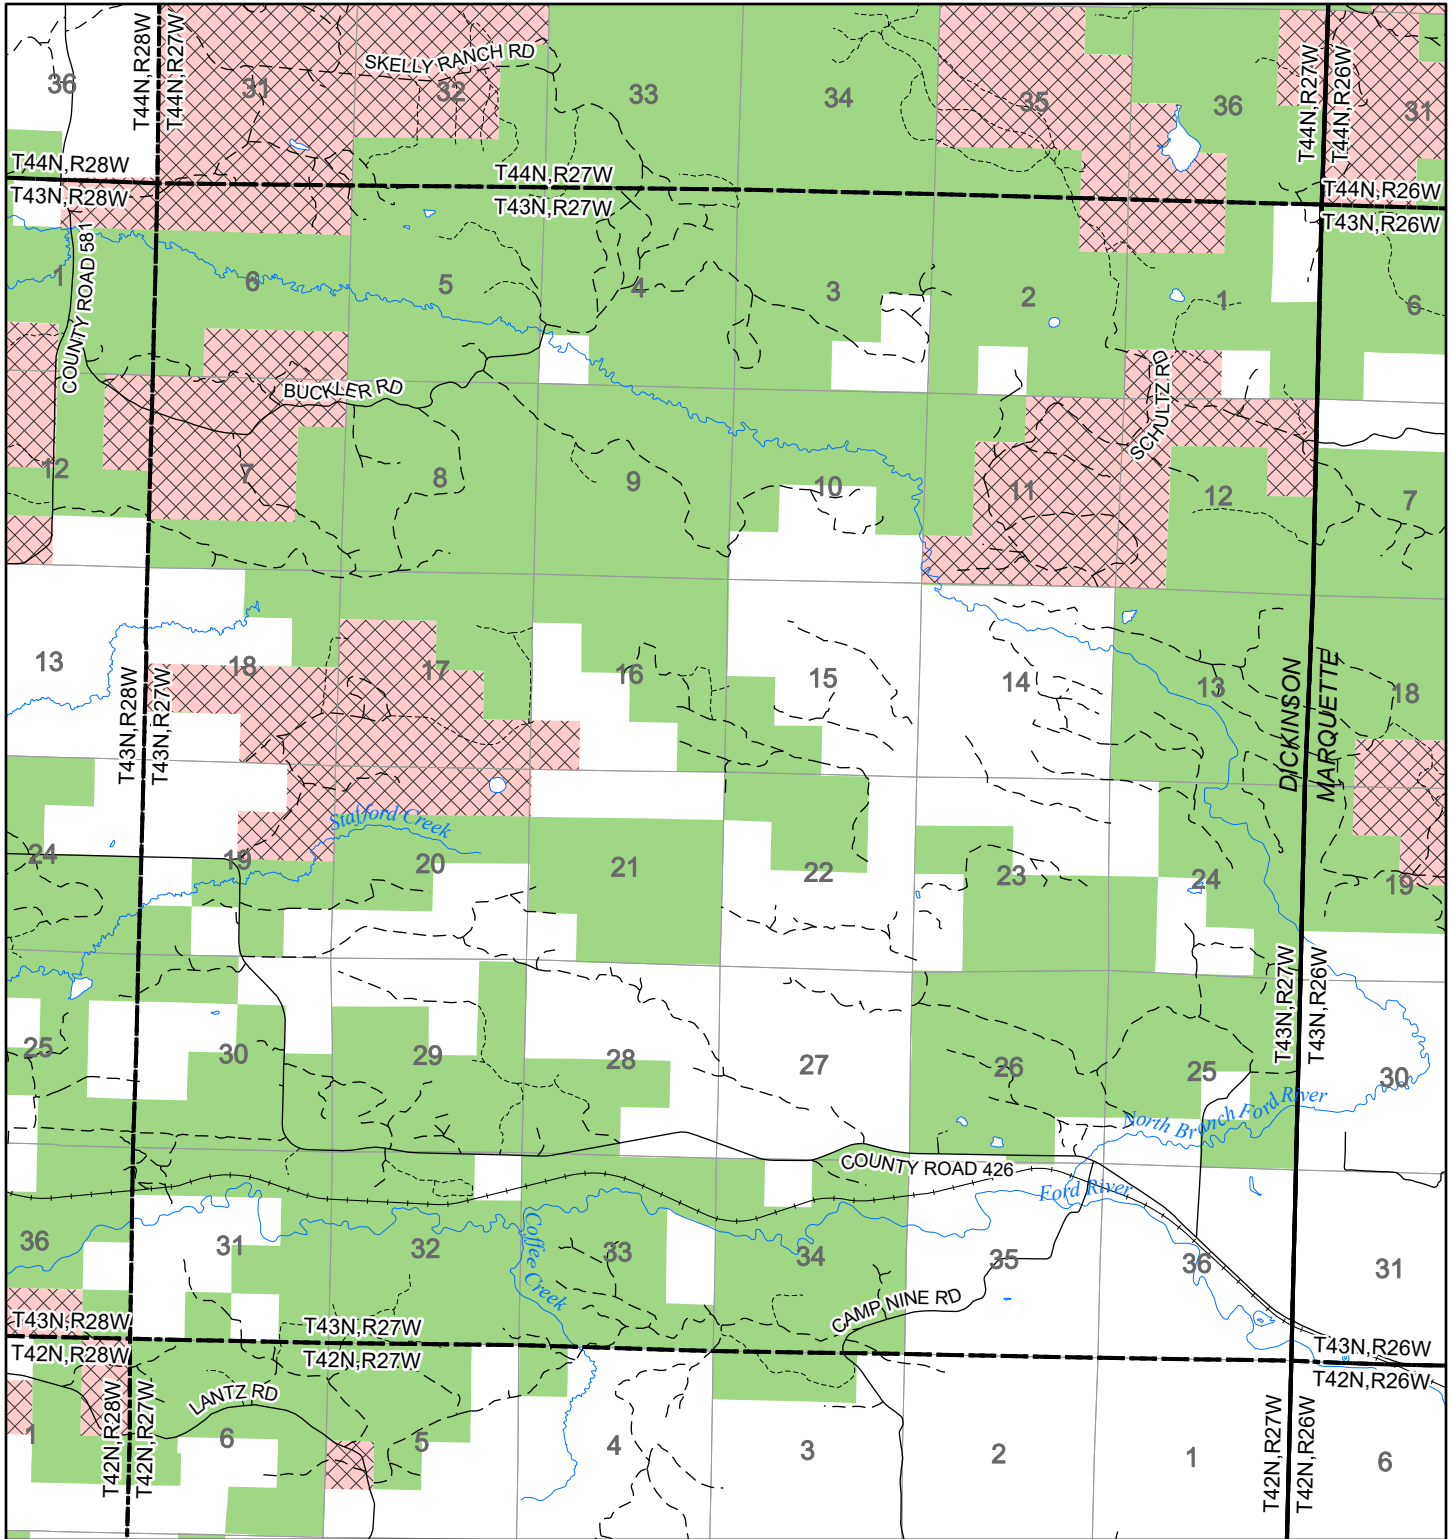 36
T44N,R28W
T44N,R27W
31
SKELLY RANCH RD
32
33
34
35
36
T44N,R27W
T44N,R26W
31
T44N,R28W
T43N,R28W
T44N,R27W
T43N,R27W
T44N,R26W
T43N,R26W
1
COUNTY ROAD 581
6
5
4
3
2
1
6
BUCKLER RD
SCHULTZ RD
12
7
8
9
10
11
12
7
13
T43N,R28W
T43N,R27W
18
17
16
15
14
13
DICKINSON
MARQUETTE
18
24
19
Stafford Creek
20
21
22
23
24
19
T43N,R27W
T43N,R26W
25
30
29
28
27
26
25
30
North Branch Ford River
COUNTY ROAD 426
Ford River
36
31
32
Coffee Creek
33
34
35
36
31
CAMP NINE RD
T43N,R28W
T42N,R28W
T43N,R27W
T42N,R27W
T43N,R26W
T42N,R26W
1
T42N,R28W
T42N,R27W
LANTZ RD
6
5
4
3
2
1
T42N,R27W
T42N,R26W
6